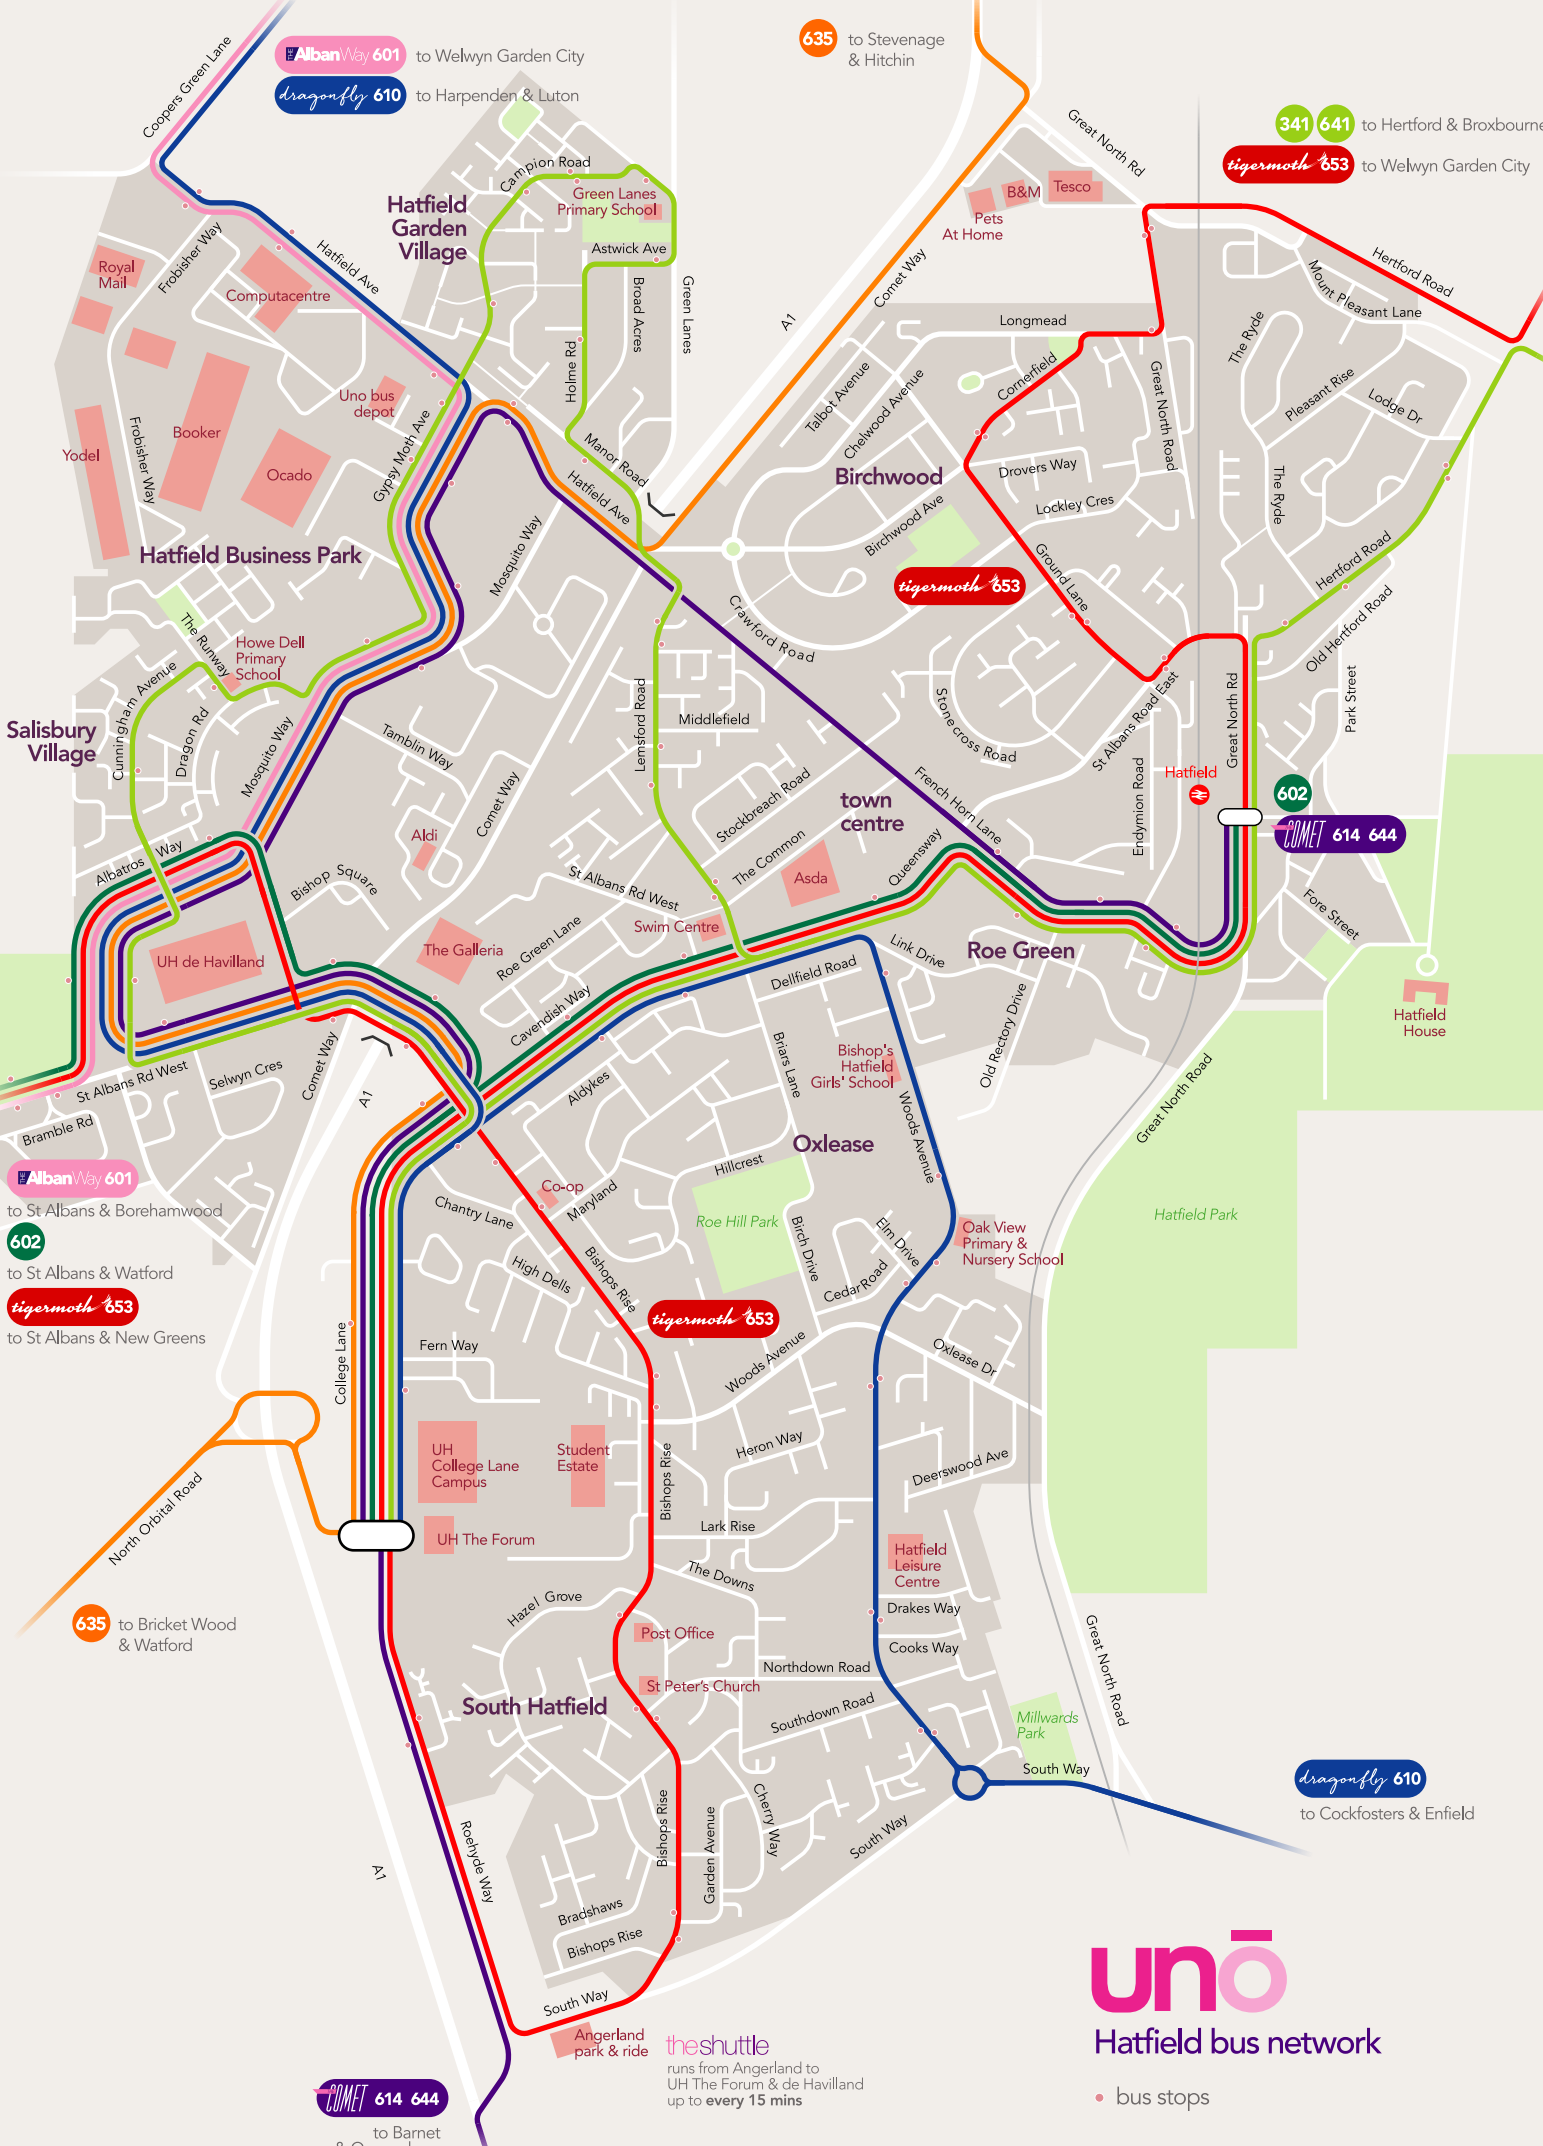 THE AlbanWay 601 to Welwyn Garden City
dragonfly 610 to Harpenden & Luton
635 to Stevenage
& Hitchin
341 641 to Hertford & Broxbourne
tigermoth 653 to Welwyn Garden City
Coopers Green Lane
Great North Rd
Campion Road
Green Lanes
Primary School
Hatfield
Garden
Village
Astwick Ave
Broad Acres
Green Lanes
Holme Rd
Manor Road
Hatfield Ave
Hatfield Ave
Frobisher Way
Royal
Mail
Computacentre
Uno bus
depot
Booker
Yodel
Frobisher Way
Ocado
Gypsy Moth Ave
Hatfield Business Park
Mosquito Way
A1
Comet Way
Pets
At Home
B&M
Tesco
Longmead
Cornerfield
Talbot Avenue
Chelwood Avenue
Birchwood
Birchwood Ave
Drovers Way
Lockley Cres
Great North Road
Ground Lane
tigermoth 653
Crawford Road
Hertford Road
Mount Pleasant Lane
The Ryde
Pleasant Rise
Lodge Dr
The Ryde
Hertford Road
Old Hertford Road
Park Street
The Runway
Howe Dell
Primary
School
Cunningham Avenue
Dragon Rd
Salisbury
Village
Mosquito Way
Tamblin Way
Comet Way
Lemsford Road
Middlefield
Stonecross Road
St Albans Road East
Great North Rd
Hatfield
Endymion Road
602
COMET 614 644
Stockbreach Road
town
centre
French Horn Lane
The Common
Queensway
Asda
Aldi
Albatros Way
Bishop Square
St Albans Rd West
Swim Centre
The Galleria
Roe Green Lane
UH de Havilland
Link Drive
Roe Green
Dellfield Road
Fore Street
Hatfield
House
Cavendish Way
St Albans Rd West
Selwyn Cres
Comet Way
A1
Bramble Rd
Briars Lane
Bishop's
Hatfield
Girls' School
Old Rectory Drive
Woods Avenue
Great North Road
Aldykes
Oxlease
Hillcrest
THE AlbanWay 601
to St Albans & Borehamwood
602
to St Albans & Watford
tigermoth 653
to St Albans & New Greens
Co-op
Maryland
Chantry Lane
Roe Hill Park
Birch Drive
Elm Drive
Oak View
Primary &
Nursery School
Hatfield Park
High Dells
Bishops Rise
Cedar Road
tigermoth 653
College Lane
Fern Way
Woods Avenue
Oxlease Dr
UH
College Lane
Campus
Student
Estate
Bishops Rise
Heron Way
Deerswood Ave
North Orbital Road
UH The Forum
Lark Rise
The Downs
Hatfield
Leisure
Centre
Hazel Grove
Drakes Way
635 to Bricket Wood
& Watford
Post Office
Cooks Way
Northdown Road
St Peter's Church
South Hatfield
Southdown Road
Millwards
Park
Great North Road
South Way
dragonfly 610
to Cockfosters & Enfield
Cherry Way
Bishops Rise
Garden Avenue
South Way
Roehyde Way
A1
Bradshaws
Bishops Rise
South Way
Angerland
park & ride
theshuttle
runs from Angerland to
UH The Forum & de Havilland
up to every 15 mins
unō
Hatfield bus network
bus stops
COMET 614 644
to Barnet